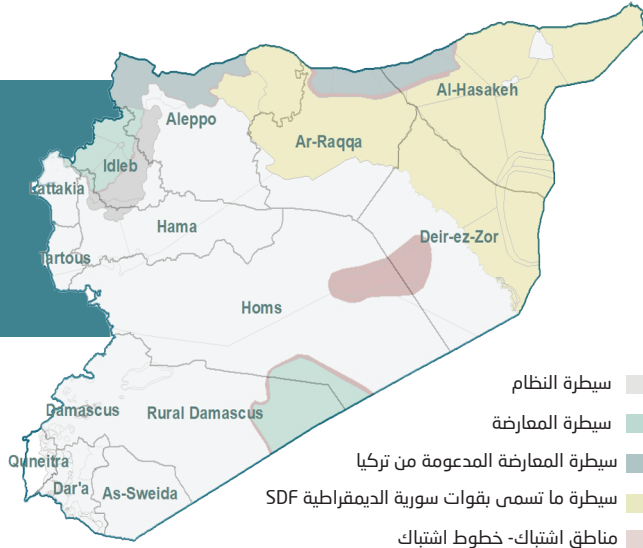 Al-Hasakeh
Aleppo
Ar-Raqqa
Idleb
Lattakia
Hama
Deir-ez-Zor
Tartous
Homs
Damascus
Rural Damascus
Quneitra
Dar'a
As-Sweida
سيطرة النظام
سيطرة المعارضة
سيطرة المعارضة المدعومة من تركيا
سيطرة ما تسمى بقوات سورية الديمقراطية SDF
مناطق اشتباك- خطوط اشتباك